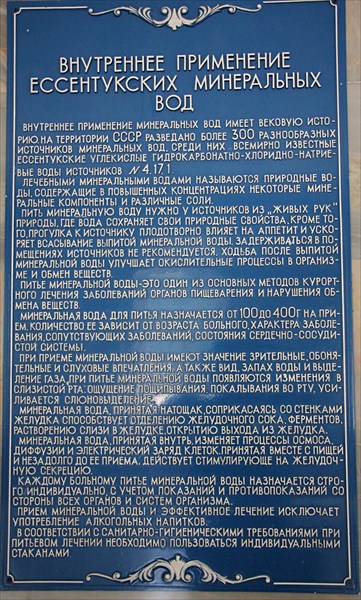 ВНУТРЕННЕЕ ПРИМЕНЕНИЕ
ЕССЕНТУКСКИХ МИНЕРАЛЬНЫХ
ВОД
ВНУТРЕННЕЕ ПРИМЕНЕНИЕ МИНЕРАЛЬНЫХ ВОД ИМЕЕТ ВЕКОВУЮ ИСТО-
РИЮ. НА ТЕРРИТОРИИ СССР РАЗВЕДАНО БОЛЕЕ 300 РАЗНООБРАЗНЫХ
ИСТОЧНИКОВ МИНЕРАЛЬНЫХ ВОД, СРЕДИ НИХ ВСЕМИРНО ИЗВЕСТНЫЕ
ЕССЕНТУКСКИЕ УГЛЕКИСЛЫЕ ГИДРОКАРБОНАТНО-ХЛОРИДНО-НАТРИЕ-
ВЫЕ ВОДЫ ИСТОЧНИКОВ №4.17.1.
ЛЕЧЕБНЫМИ МИНЕРАЛЬНЫМИ ВОДАМИ НАЗЫВАЮТСЯ ПРИРОДНЫЕ ВО-
ДЫ, СОДЕРЖАЩИЕ В ПОВЫШЕННЫХ КОНЦЕНТРАЦИЯХ НЕКОТОРЫЕ МИНЕ-
РАЛЬНЫЕ КОМПОНЕНТЫ И РАЗЛИЧНЫЕ СОЛИ.
ПИТЬ МИНЕРАЛЬНУЮ ВОДУ НУЖНО У ИСТОЧНИКОВ ИЗ „ЖИВЫХ РУК"
ПРИРОДЫ, ГДЕ ВОДА СОХРАНЯЕТ СВОИ ПРИРОДНЫЕ СВОЙСТВА, КРОМЕ ТО-
ГО, ПРОГУЛКА К ИСТОЧНИКУ ПЛОДОТВОРНО ВЛИЯЕТ НА АППЕТИТ И УСКО-
РЯЕТ ВСАСЫВАНИЕ ВЫПИТОЙ МИНЕРАЛЬНОЙ ВОДЫ. ЗАДЕРЖИВАТЬСЯ В ПО-
МЕЩЕНИЯХ ИСТОЧНИКОВ НЕ РЕКОМЕНДУЕТСЯ. ХОДЬБА ПОСЛЕ ВЫПИТОЙ
МИНЕРАЛЬНОЙ ВОДЫ УЛУЧШАЕТ ОКИСЛИТЕЛЬНЫЕ ПРОЦЕССЫ В ОРГАНИЗ-
МЕ И ОБМЕН ВЕЩЕСТВ.
ПИТЬЕ МИНЕРАЛЬНОЙ ВОДЫ-ЭТО ОДИН ИЗ ОСНОВНЫХ МЕТОДОВ КУРОРТ-
НОГО ЛЕЧЕНИЯ ЗАБОЛЕВАНИЙ ОРГАНОВ ПИЩЕВАРЕНИЯ И НАРУШЕНИЯ ОБ-
МЕНА ВЕЩЕСТВ.
МИНЕРАЛЬНАЯ ВОДА ДЛЯ ПИТЬЯ НАЗНАЧАЕТСЯ ОТ 100 ДО 400 Г НА ПРИ-
ЕМ. КОЛИЧЕСТВО ЕЕ ЗАВИСИТ ОТ ВОЗРАСТА БОЛЬНОГО, ХАРАКТЕРА ЗАБОЛЕ-
ВАНИЯ, СОПУТСТВУЮЩИХ ЗАБОЛЕВАНИЙ, СОСТОЯНИЯ СЕРДЕЧНО-СОСУДИ-
СТОЙ СИСТЕМЫ.
ПРИ ПРИЕМЕ МИНЕРАЛЬНОЙ ВОДЫ ИМЕЮТ ЗНАЧЕНИЕ ЗРИТЕЛЬНЫЕ, ОБОНЯ-
ТЕЛЬНЫЕ И СЛУХОВЫЕ ВПЕЧАТЛЕНИЯ, А ТАКЖЕ ВИД, ЗАПАХ ВОДЫ И ВЫДЕ-
ЛЕНИЕ ГАЗА. ПРИ ПИТЬЕ МИНЕРАЛЬНОЙ ВОДЫ ПОЯВЛЯЮТСЯ ИЗМЕНЕНИЯ В
СЛИЗИСТОЙ РТА, ОЩУЩЕНИЕ ПОЩИПЫВАНИЯ, ПОКАЛЫВАНИЯ ВО РТУ, УСИ-
ЛИВАЕТСЯ СЛЮНОВЫДЕЛЕНИЕ.
МИНЕРАЛЬНАЯ ВОДА, ПРИНЯТАЯ НАТОЩАК, СОПРИКАСАЯСЬ СО СТЕНКАМИ
ЖЕЛУДКА СПОСОБСТВУЕТ ОТДЕЛЕНИЮ ЖЕЛУДОЧНОГО СОКА, ФЕРМЕНТОВ,
РАСТВОРЕНИЮ СЛИЗИ В ЖЕЛУДКЕ, ОТКРЫТИЮ ВЫХОДА ИЗ ЖЕЛУДКА.
МИНЕРАЛЬНАЯ ВОДА, ПРИНЯТАЯ ВНУТРЬ, ИЗМЕНЯЕТ ПРОЦЕССЫ ОСМОСА,
ДИФФУЗИИ И ЭЛЕКТРИЧЕСКИЙ ЗАРЯД КЛЕТОК. ПРИНЯТАЯ ВМЕСТЕ С ПИЩЕЙ
И НЕЗАДОЛГО ДО ЕЕ ПРИЕМА, ДЕЙСТВУЕТ СТИМУЛИРУЮЩЕ НА ЖЕЛУДОЧ-
НУЮ СЕКРЕЦИЮ.
КАЖДОМУ БОЛЬНОМУ ПИТЬЕ МИНЕРАЛЬНОЙ ВОДЫ НАЗНАЧАЕТСЯ СТРО-
ГО ИНДИВИДУАЛЬНО, С УЧЕТОМ ПОКАЗАНИЙ И ПРОТИВОПОКАЗАНИЙ СО
СТОРОНЫ ВСЕХ ОРГАНОВ И СИСТЕМ ОРГАНИЗМА.
ПРИЕМ МИНЕРАЛЬНОЙ ВОДЫ И ЭФФЕКТИВНОЕ ЛЕЧЕНИЕ ИСКЛЮЧАЕТ
УПОТРЕБЛЕНИЕ АЛКОГОЛЬНЫХ НАПИТКОВ.
В СООТВЕТСТВИИ С САНИТАРНО-ГИГИЕНИЧЕСКИМИ ТРЕБОВАНИЯМИ ПРИ
ПИТЬЕВОМ ЛЕЧЕНИИ НЕОБХОДИМО ПОЛЬЗОВАТЬСЯ ИНДИВИДУАЛЬНЫМИ
СТАКАНАМИ.